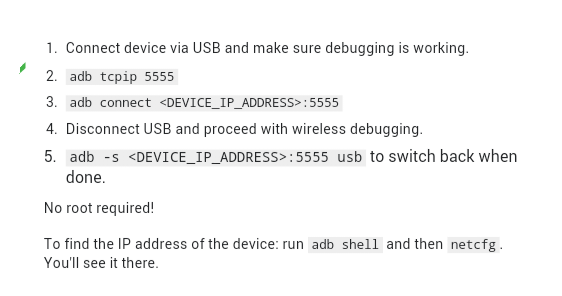 1. Connect device via USB and make sure debugging is working.
2. adb tcpip 5555
3. adb connect <DEVICE_IP_ADDRESS>:5555
4. Disconnect USB and proceed with wireless debugging.
5. adb -s <DEVICE_IP_ADDRESS>:5555 usb to switch back when
done.
No root required!
To find the IP address of the device: run adb shell and then netcfg.
You'll see it there.